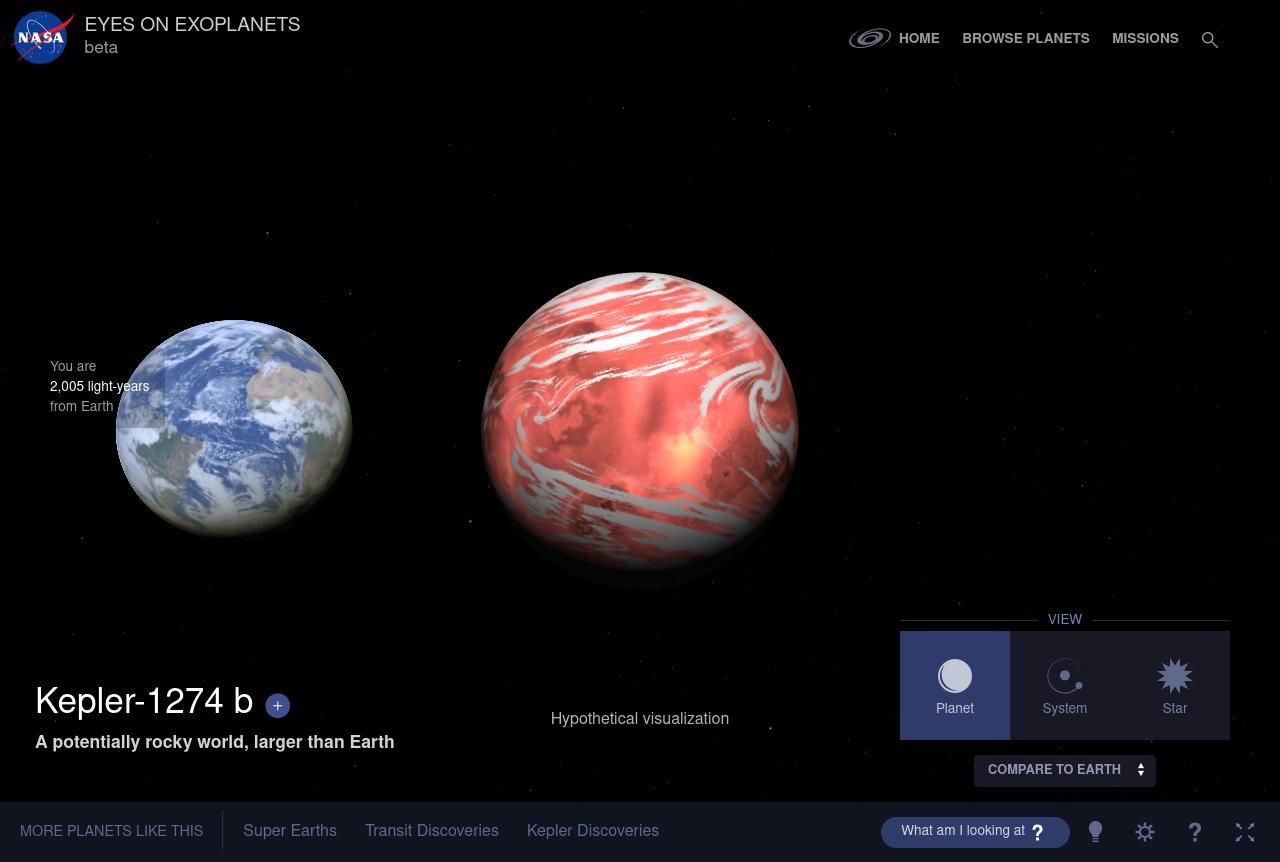 NASA
EYES ON EXOPLANETS
beta
HOME
BROWSE PLANETS
MISSIONS
You are
2,005 light-years
from Earth
VIEW
Planet
System
Star
Kepler-1274 b +
A potentially rocky world, larger than Earth
Hypothetical visualization
COMPARE TO EARTH
MORE PLANETS LIKE THIS
Super Earths
Transit Discoveries
Kepler Discoveries
What am I looking at ?
?